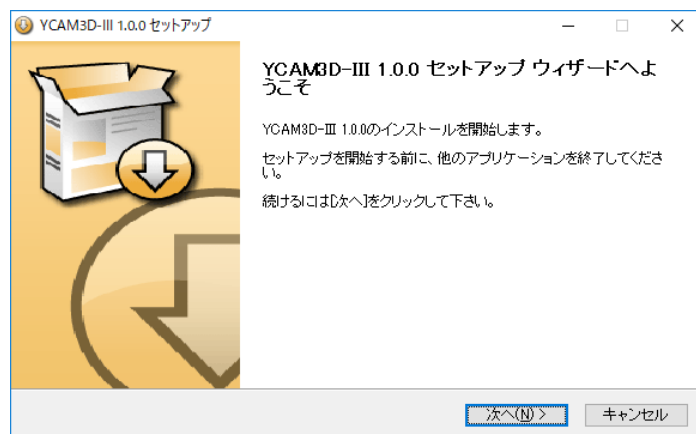 YCAM3D-III 1.0.0 セットアップ
YCAM3D-III 1.0.0 セットアップ ウィザードへよ
うこそ
YCAM3D-III 1.0.0のインストールを開始します。
セットアップを開始する前に、他のアプリケーションを終了してくださ
い。
続けるには[次へ]をクリックして下さい。
次へ(N) >
キャンセル